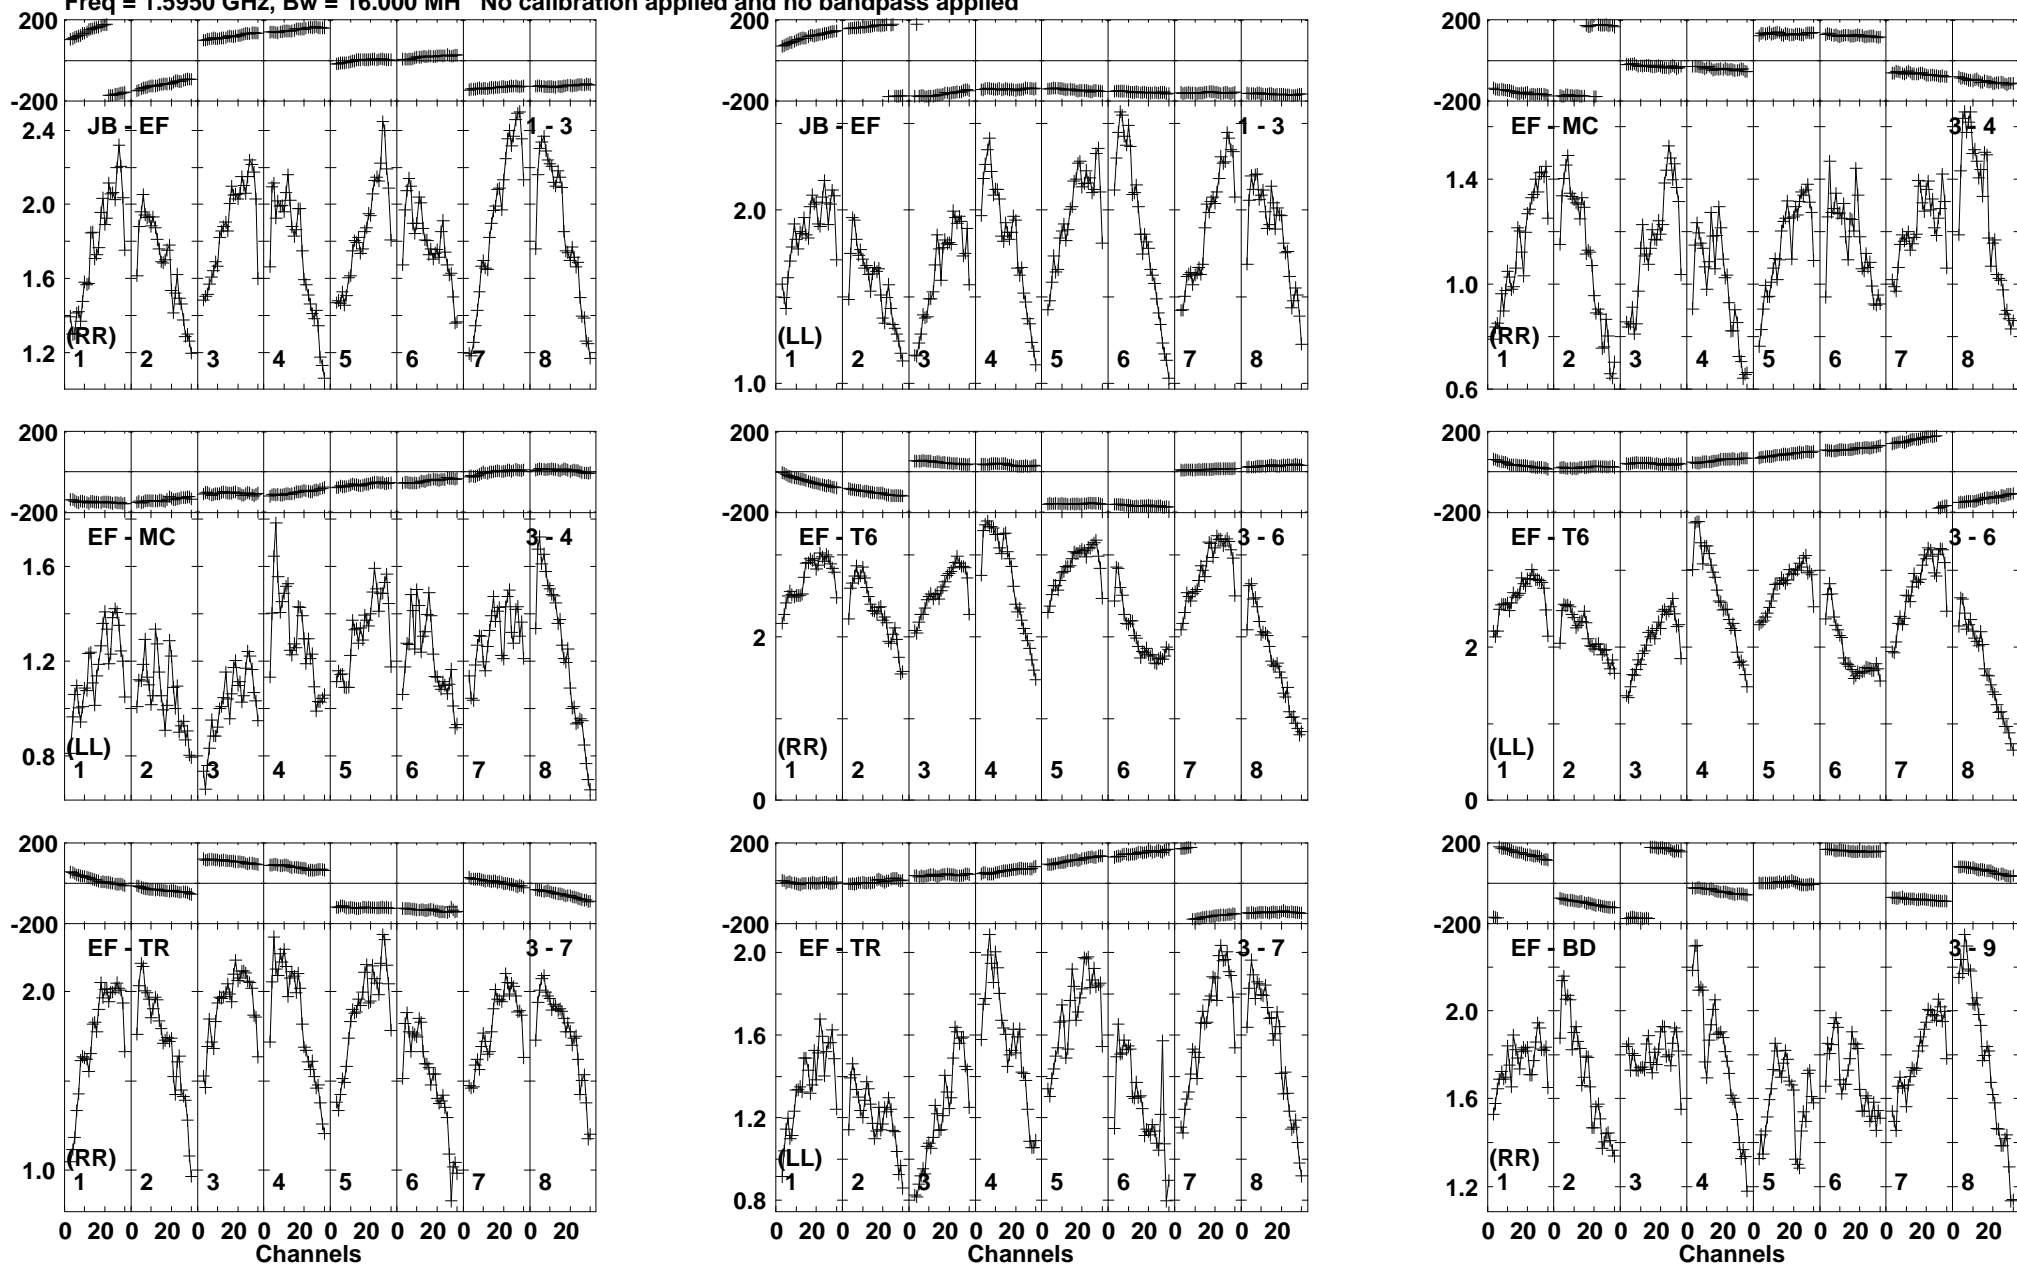 Freq = 1.5950 GHz, Bw = 16.000 MH No calibration applied and no bandpass applied
200
-200
JB - EF
1 - 3
2.4
2.0
1.6
1.2
(RR)
1 2 3 4 5 6 7 8
JB - EF
1 - 3
2.0
1.0
(LL)
1 2 3 4 5 6 7 8
200
-200
EF - MC
3 - 4
1.4
1.0
0.6
(RR)
1 2 3 4 5 6 7 8
200
-200
EF - MC
3 - 4
1.6
1.2
0.8
(LL)
1 2 3 4 5 6 7 8
200
-200
EF - T6
3 - 6
2
0
(RR)
1 2 3 4 5 6 7 8
200
-200
EF - T6
3 - 6
2
0
(LL)
1 2 3 4 5 6 7 8
200
-200
EF - TR
3 - 7
2.0
1.0
(RR)
1 2 3 4 5 6 7 8
0 20 0 20 0 20 0 20 0 20 0 20 0 20 0 20
Channels
200
-200
EF - TR
3 - 7
2.0
1.6
1.2
0.8
(LL)
1 2 3 4 5 6 7 8
0 20 0 20 0 20 0 20 0 20 0 20 0 20 0 20
Channels
200
-200
EF - BD
3 - 9
2.0
1.6
1.2
(RR)
1 2 3 4 5 6 7 8
0 20 0 20 0 20 0 20 0 20 0 20 0 20 0 20
Channels